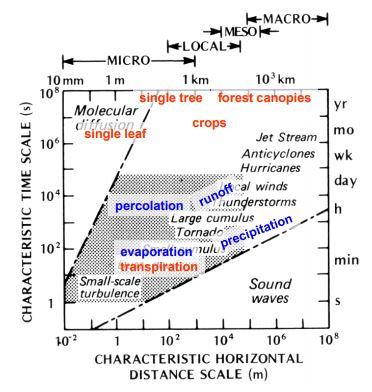 MACRO
MESO
LOCAL
MICRO
10 mm 1 m 1 km 10³ km
10⁸ single tree forest canopies yr
Molecular
diffusion
single leaf crops mo
10⁶
Jet Stream
Anticyclones wk
Hurricanes
day
10⁴ runoff local winds
percolation thunderstorms
Large cumulus h
Tornado precipitation
10² evaporation Small cumulus
transpiration min
Small-scale
turbulence Sound
waves
1 s
10⁻² 1 10² 10⁴ 10⁶ 10⁸
CHARACTERISTIC TIME SCALE (s)
CHARACTERISTIC HORIZONTAL
DISTANCE SCALE (m)